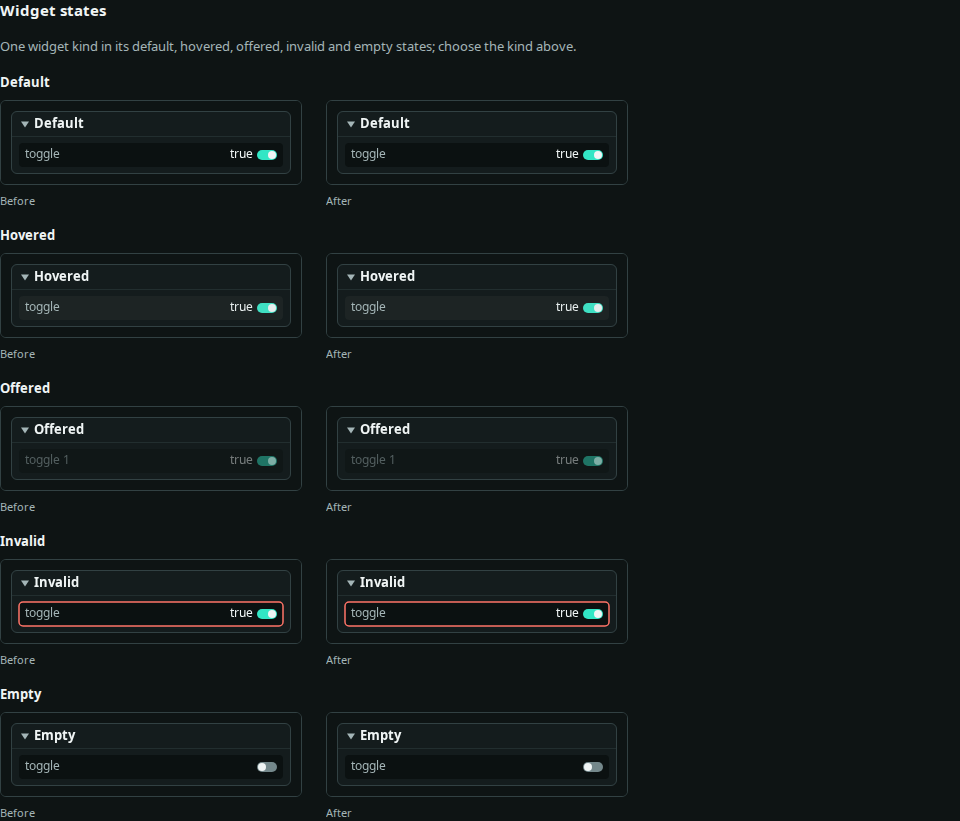 Widget states
One widget kind in its default, hovered, offered, invalid and empty states; choose the kind above.
Default
Default
Default
toggle true
toggle true
Before
After
Hovered
Hovered
Hovered
toggle true
toggle true
Before
After
Offered
Offered
Offered
toggle 1 true
toggle 1 true
Before
After
Invalid
Invalid
Invalid
toggle true
toggle true
Before
After
Empty
Empty
Empty
toggle
toggle
Before
After